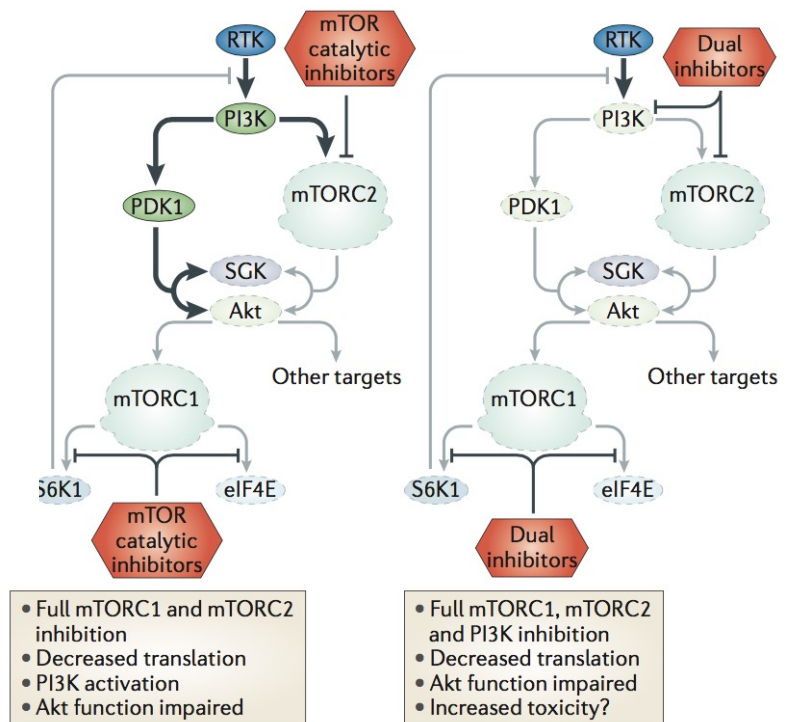 RTK
mTOR
catalytic
inhibitors
PI3K
mTORC2
PDK1
SGK
Akt
Other targets
mTORC1
S6K1
eIF4E
mTOR
catalytic
inhibitors
• Full mTORC1 and mTORC2
inhibition
• Decreased translation
• PI3K activation
• Akt function impaired
RTK
Dual
inhibitors
PI3K
mTORC2
PDK1
SGK
Akt
Other targets
mTORC1
S6K1
eIF4E
Dual
inhibitors
• Full mTORC1, mTORC2
and PI3K inhibition
• Decreased translation
• Akt function impaired
• Increased toxicity?